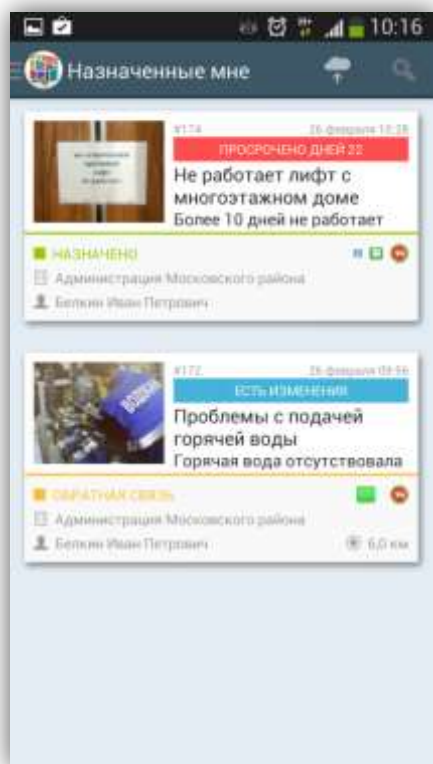 10:16
Назначенные мне
#174 26 февраля 10:28
ПРОСРОЧЕНО ДНЕЙ 22
Не работает лифт с
многоэтажном доме
Более 10 дней не работает
НАЗНАЧЕНО
Администрация Московского района
Белкин Иван Петрович
#172 26 февраля 09:56
ЕСТЬ ИЗМЕНЕНИЯ
Проблемы с подачей
горячей воды
Горячая вода отсутствовала
ОБРАТНАЯ СВЯЗЬ
Администрация Московского района
Белкин Иван Петрович 6,0 км